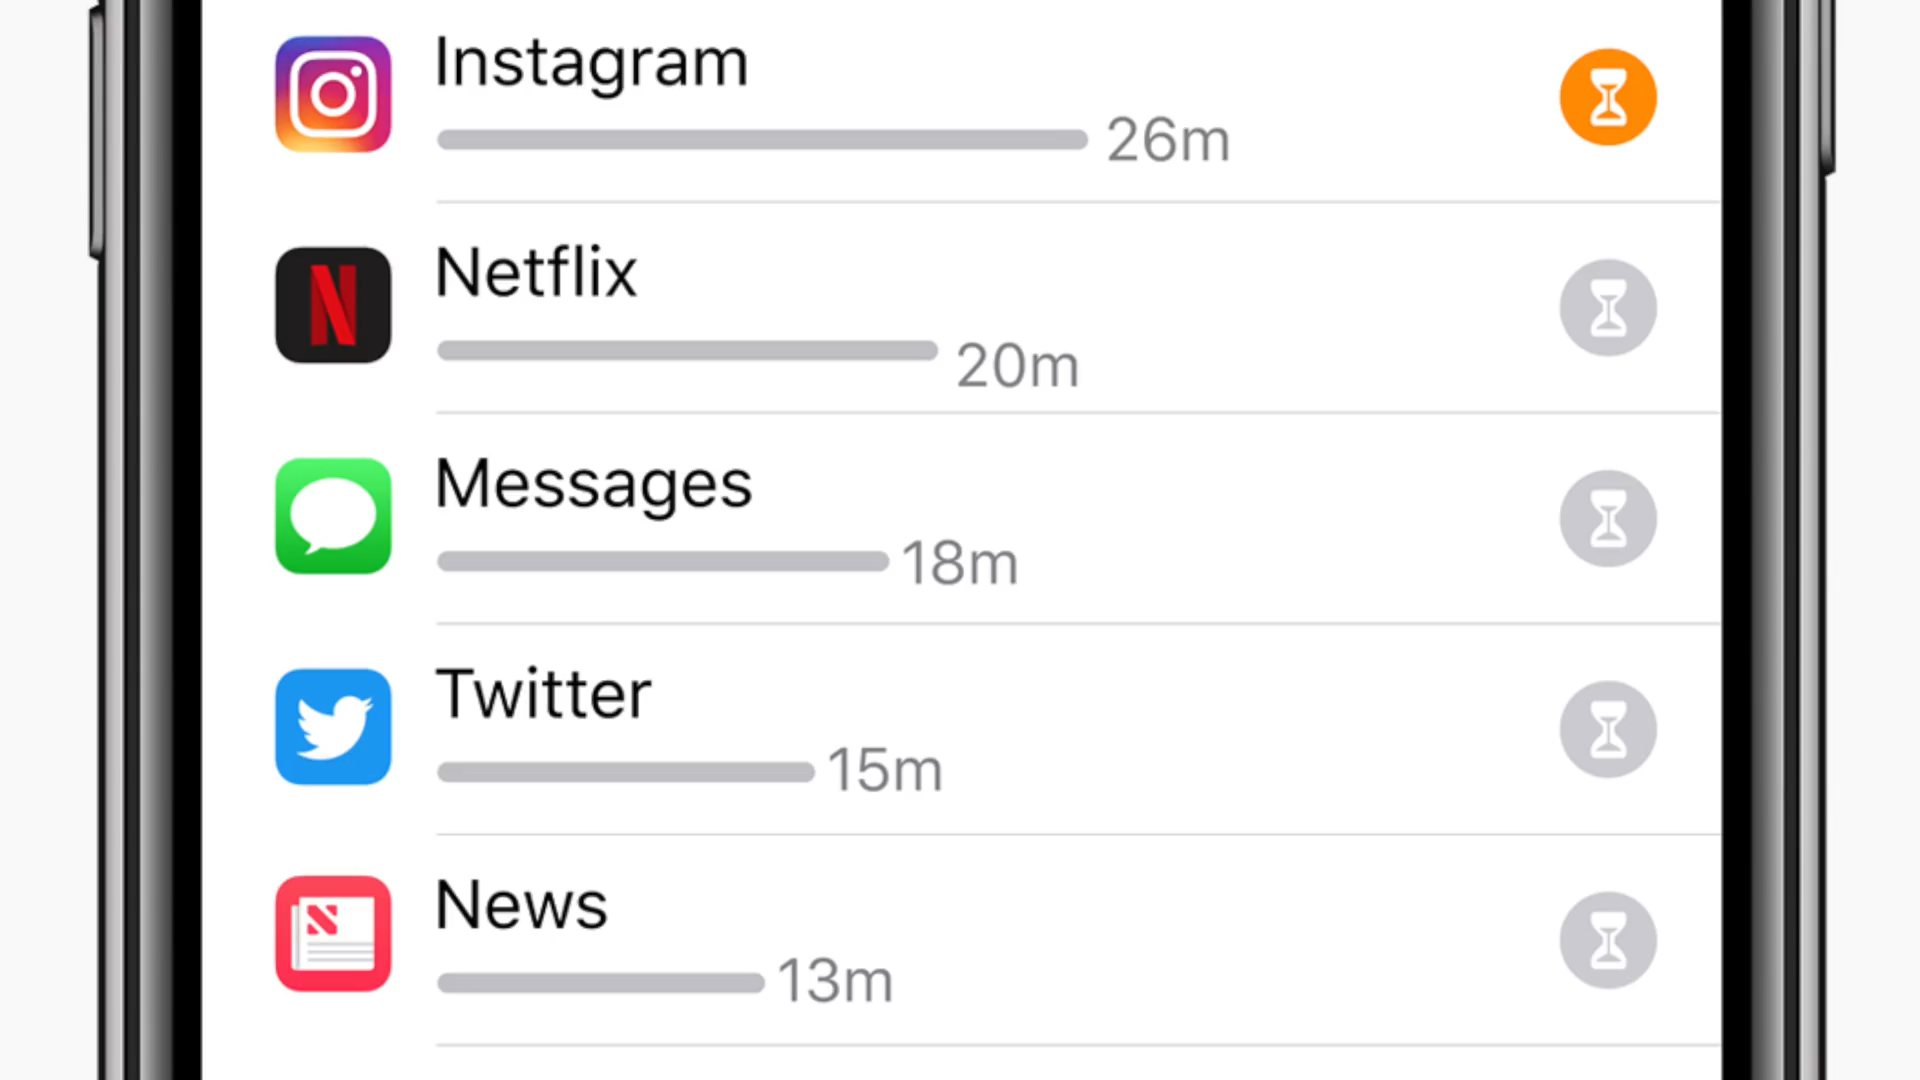 Instagram
26m
Netflix
20m
Messages
18m
Twitter
15m
News
13m